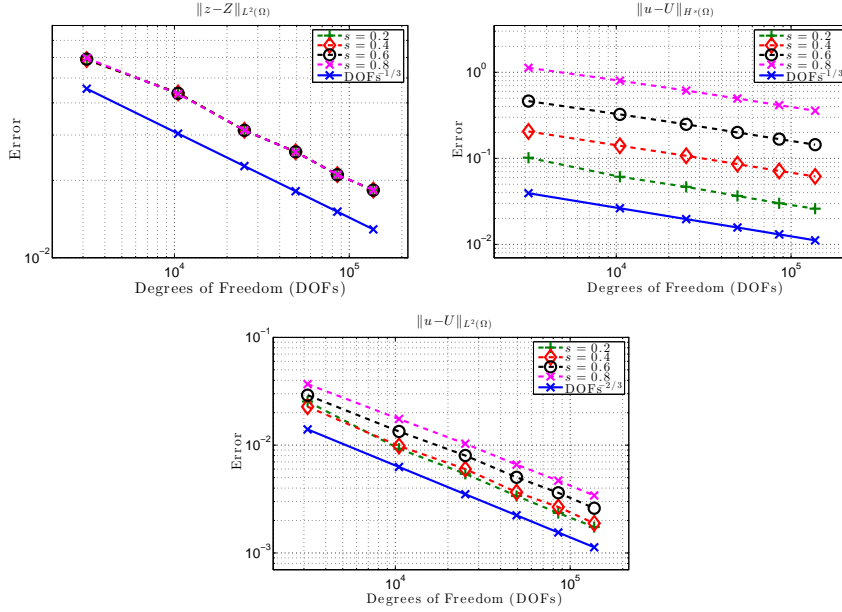 ‖z−Z‖_{L²(Ω)}
s = 0.2
s = 0.4
s = 0.6
s = 0.8
DOFs^{−1/3}
Error
10^{−2}
10^4
10^5
Degrees of Freedom (DOFs)
‖u−U‖_{H^s(Ω)}
s = 0.2
s = 0.4
s = 0.6
s = 0.8
DOFs^{−1/3}
Error
10^0
10^{−1}
10^{−2}
10^4
10^5
Degrees of Freedom (DOFs)
‖u−U‖_{L²(Ω)}
s = 0.2
s = 0.4
s = 0.6
s = 0.8
DOFs^{−2/3}
Error
10^{−1}
10^{−2}
10^{−3}
10^4
10^5
Degrees of Freedom (DOFs)